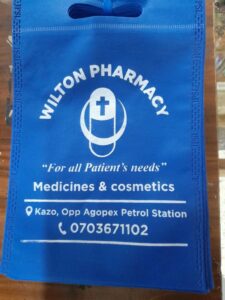 WILTON PHARMACY
"For all Patient's needs"
Medicines & cosmetics
Kazo, Opp Agopex Petrol Station
0703671102